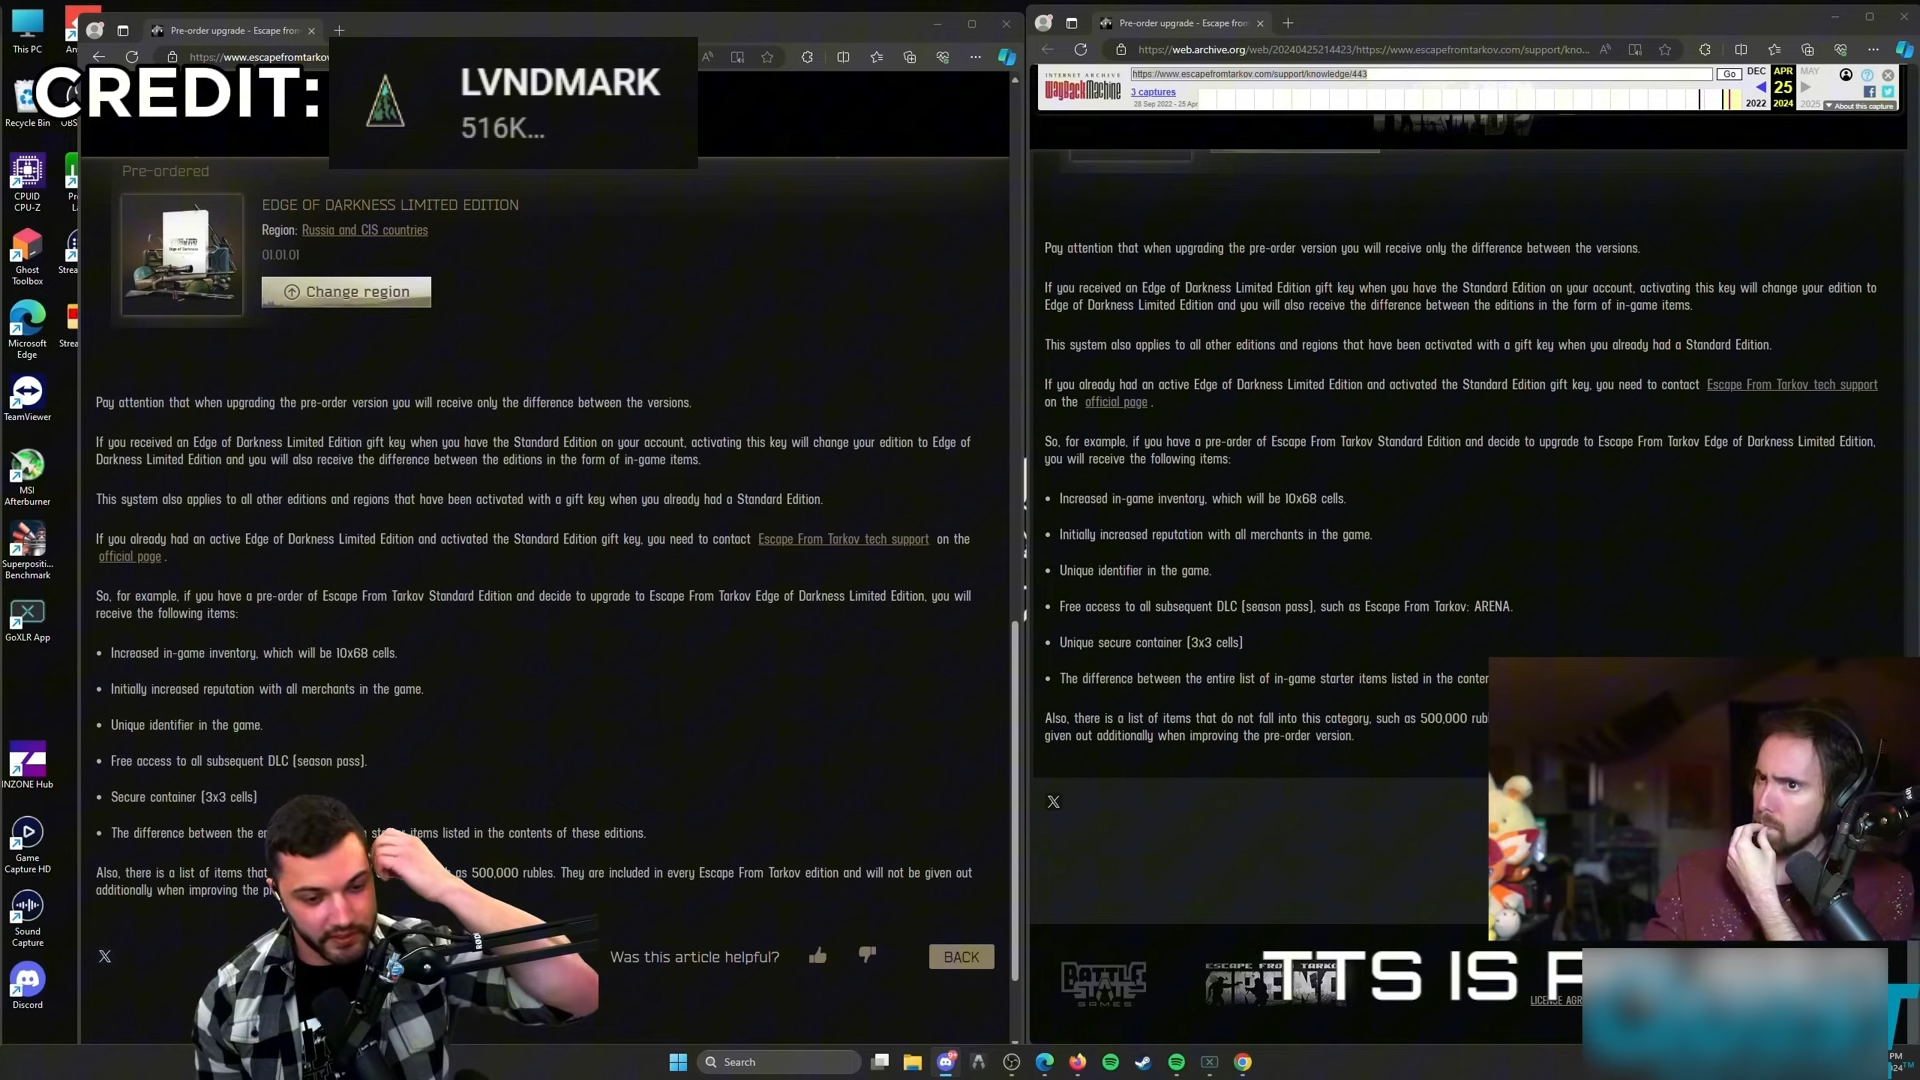 This PC
Recycle Bin
CPUID
CPU-Z
Ghost
Toolbox
Microsoft
Edge
TeamViewer
MSI
Afterburner
Superpositi...
Benchmark
GoXLR App
INZONE Hub
Game
Capture HD
Sound
Capture
Discord
CREDIT:
LVNDMARK
516K...
Pre-order upgrade - Escape from
https://www.escapefromtarkov
Pre-ordered
EDGE OF DARKNESS LIMITED EDITION
Region: Russia and CIS countries
01.01.01
Change region
Pay attention that when upgrading the pre-order version you will receive only the difference between the versions.
If you received an Edge of Darkness Limited Edition gift key when you have the Standard Edition on your account, activating this key will change your edition to Edge of
Darkness Limited Edition and you will also receive the difference between the editions in the form of in-game items.
This system also applies to all other editions and regions that have been activated with a gift key when you already had a Standard Edition.
If you already had an active Edge of Darkness Limited Edition and activated the Standard Edition gift key, you need to contact Escape From Tarkov tech support on the
official page .
So, for example, if you have a pre-order of Escape From Tarkov Standard Edition and decide to upgrade to Escape From Tarkov Edge of Darkness Limited Edition, you will
receive the following items:
• Increased in-game inventory, which will be 10x68 cells.
• Initially increased reputation with all merchants in the game.
• Unique identifier in the game.
• Free access to all subsequent DLC (season pass).
• Secure container (3x3 cells)
• The difference between the items listed in the contents of these editions.
Also, there is a list of items that as 500,000 rubles. They are included in every Escape From Tarkov edition and will not be given out
additionally when improving the
Was this article helpful?
BACK
Pre-order upgrade - Escape from
https://web.archive.org/web/20240425214423/https://www.escapefromtarkov.com/support/kno...
INTERNET ARCHIVE
WayBackMachine
https://www.escapefromtarkov.com/support/knowledge/443
Go
3 captures
28 Sep 2022 - 25 Apr
DEC APR MAY
25
2022 2024 2025
About this capture
Pay attention that when upgrading the pre-order version you will receive only the difference between the versions.
If you received an Edge of Darkness Limited Edition gift key when you have the Standard Edition on your account, activating this key will change your edition to
Edge of Darkness Limited Edition and you will also receive the difference between the editions in the form of in-game items.
This system also applies to all other editions and regions that have been activated with a gift key when you already had a Standard Edition.
If you already had an active Edge of Darkness Limited Edition and activated the Standard Edition gift key, you need to contact Escape From Tarkov tech support
on the official page .
So, for example, if you have a pre-order of Escape From Tarkov Standard Edition and decide to upgrade to Escape From Tarkov Edge of Darkness Limited Edition,
you will receive the following items:
• Increased in-game inventory, which will be 10x68 cells.
• Initially increased reputation with all merchants in the game.
• Unique identifier in the game.
• Free access to all subsequent DLC (season pass), such as Escape From Tarkov: ARENA.
• Unique secure container (3x3 cells)
• The difference between the entire list of in-game starter items listed in the
Also, there is a list of items that do not fall into this category, such as 500,000
given out additionally when improving the pre-order version.
BATTLE
STATE
GAMES
ESCAPE FROM
TTS IS
LICENSE
Search
PM